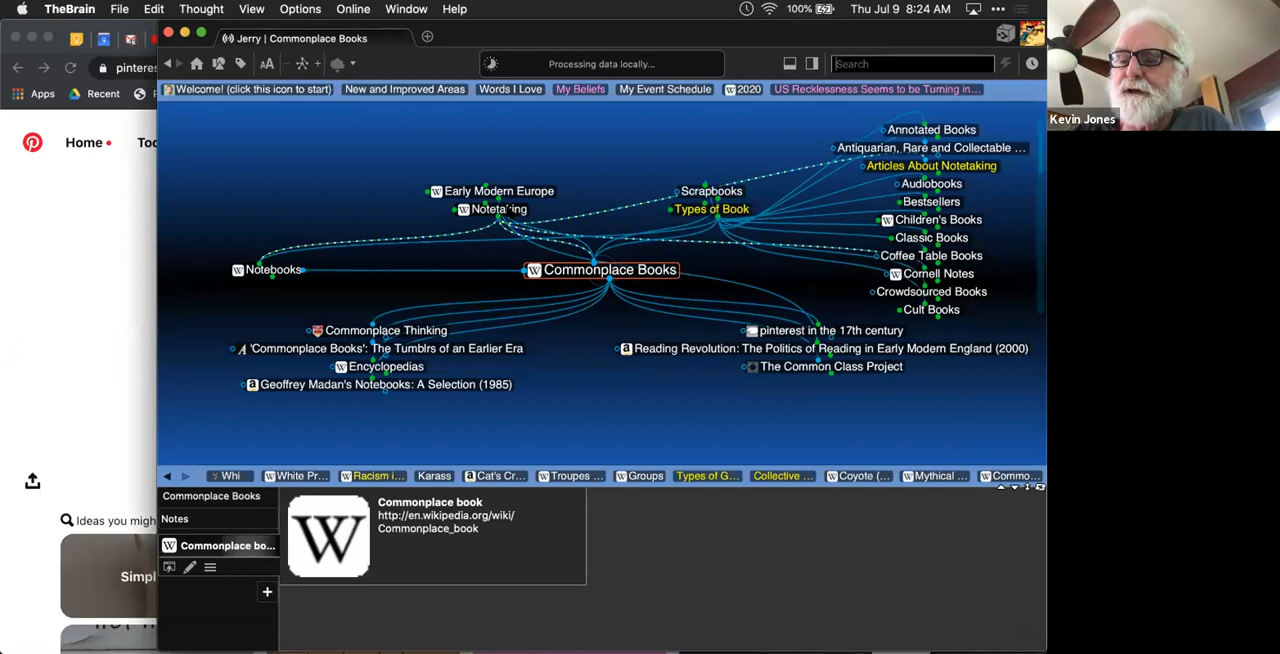 TheBrain File Edit Thought View Options Online Window Help
100% Thu Jul 9 8:24 AM
Jerry | Commonplace Books
pinteres
Apps Recent
Processing data locally...
Search
AA
Welcome! (click this icon to start) New and Improved Areas Words I Love My Beliefs My Event Schedule 2020 US Recklessness Seems to be Turning in...
Kevin Jones
Home
Early Modern Europe
Notetaking
Scrapbooks
Types of Book
Annotated Books
Antiquarian, Rare and Collectable ...
Articles About Notetaking
Audiobooks
Bestsellers
Children's Books
Classic Books
Coffee Table Books
Cornell Notes
Crowdsourced Books
Cult Books
Notebooks
Commonplace Books
Commonplace Thinking
'Commonplace Books': The Tumblrs of an Earlier Era
Encyclopedias
Geoffrey Madan's Notebooks: A Selection (1985)
pinterest in the 17th century
Reading Revolution: The Politics of Reading in Early Modern England (2000)
The Common Class Project
Whi White Pr... Racism i... Karass Cat's Cr... Troupes ... Groups Types of G... Collective ... Coyote (... Mythical ... Commo...
Commonplace Books
Notes
Commonplace bo...
W
Commonplace book
http://en.wikipedia.org/wiki/
Commonplace_book
Ideas you migh
Simpl